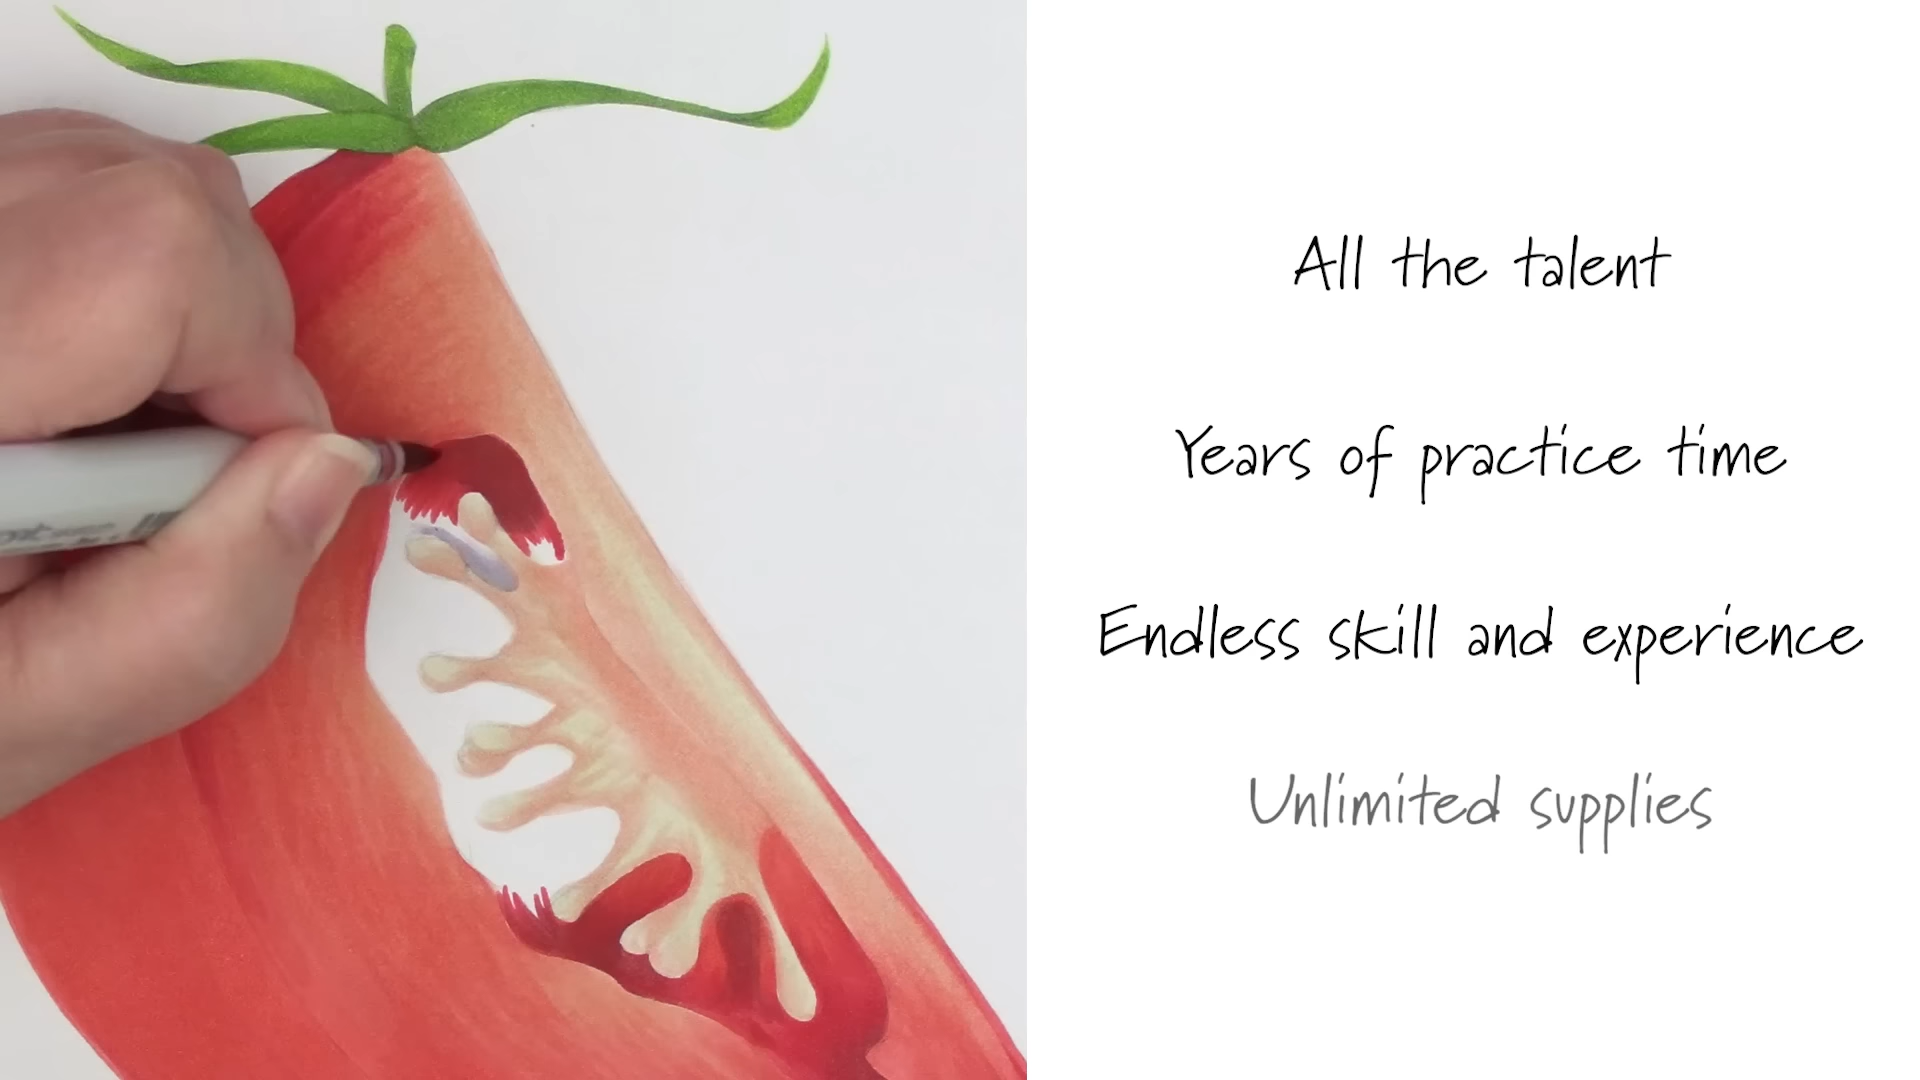 All the talent
Years of practice time
Endless skill and experience
Unlimited supplies